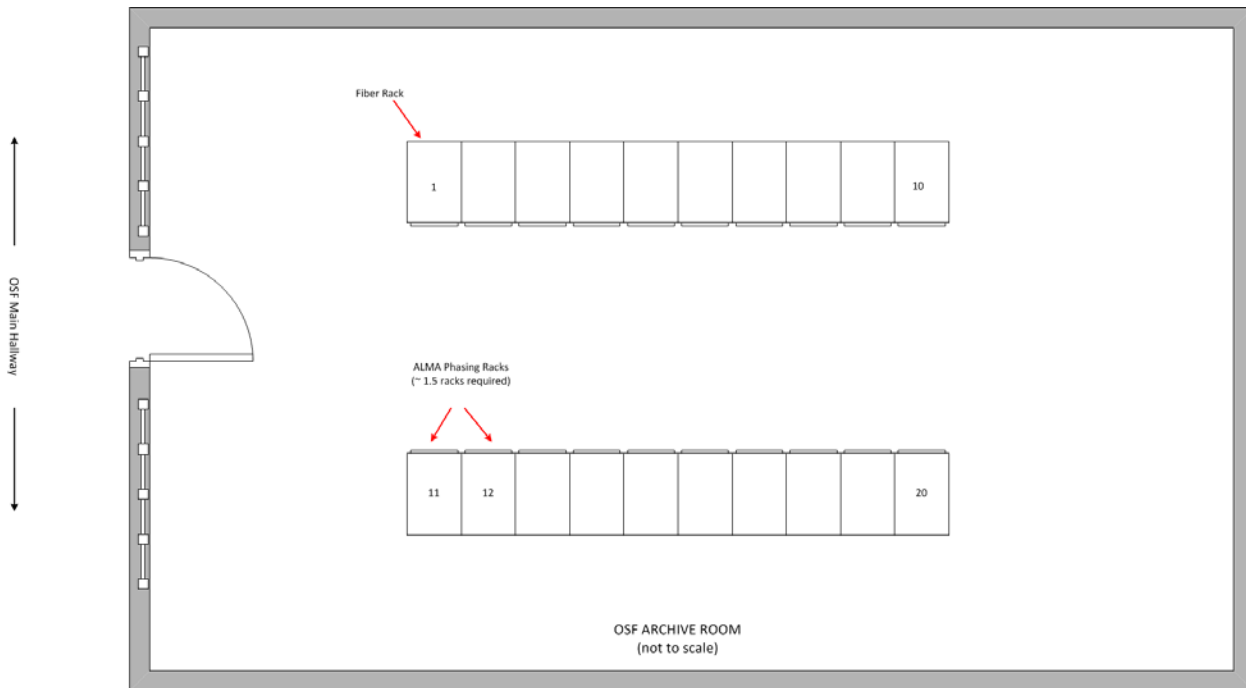 Fiber Rack
1
10
OSF Main Hallway
ALMA Phasing Racks
(~ 1.5 racks required)
11
12
20
OSF ARCHIVE ROOM
(not to scale)